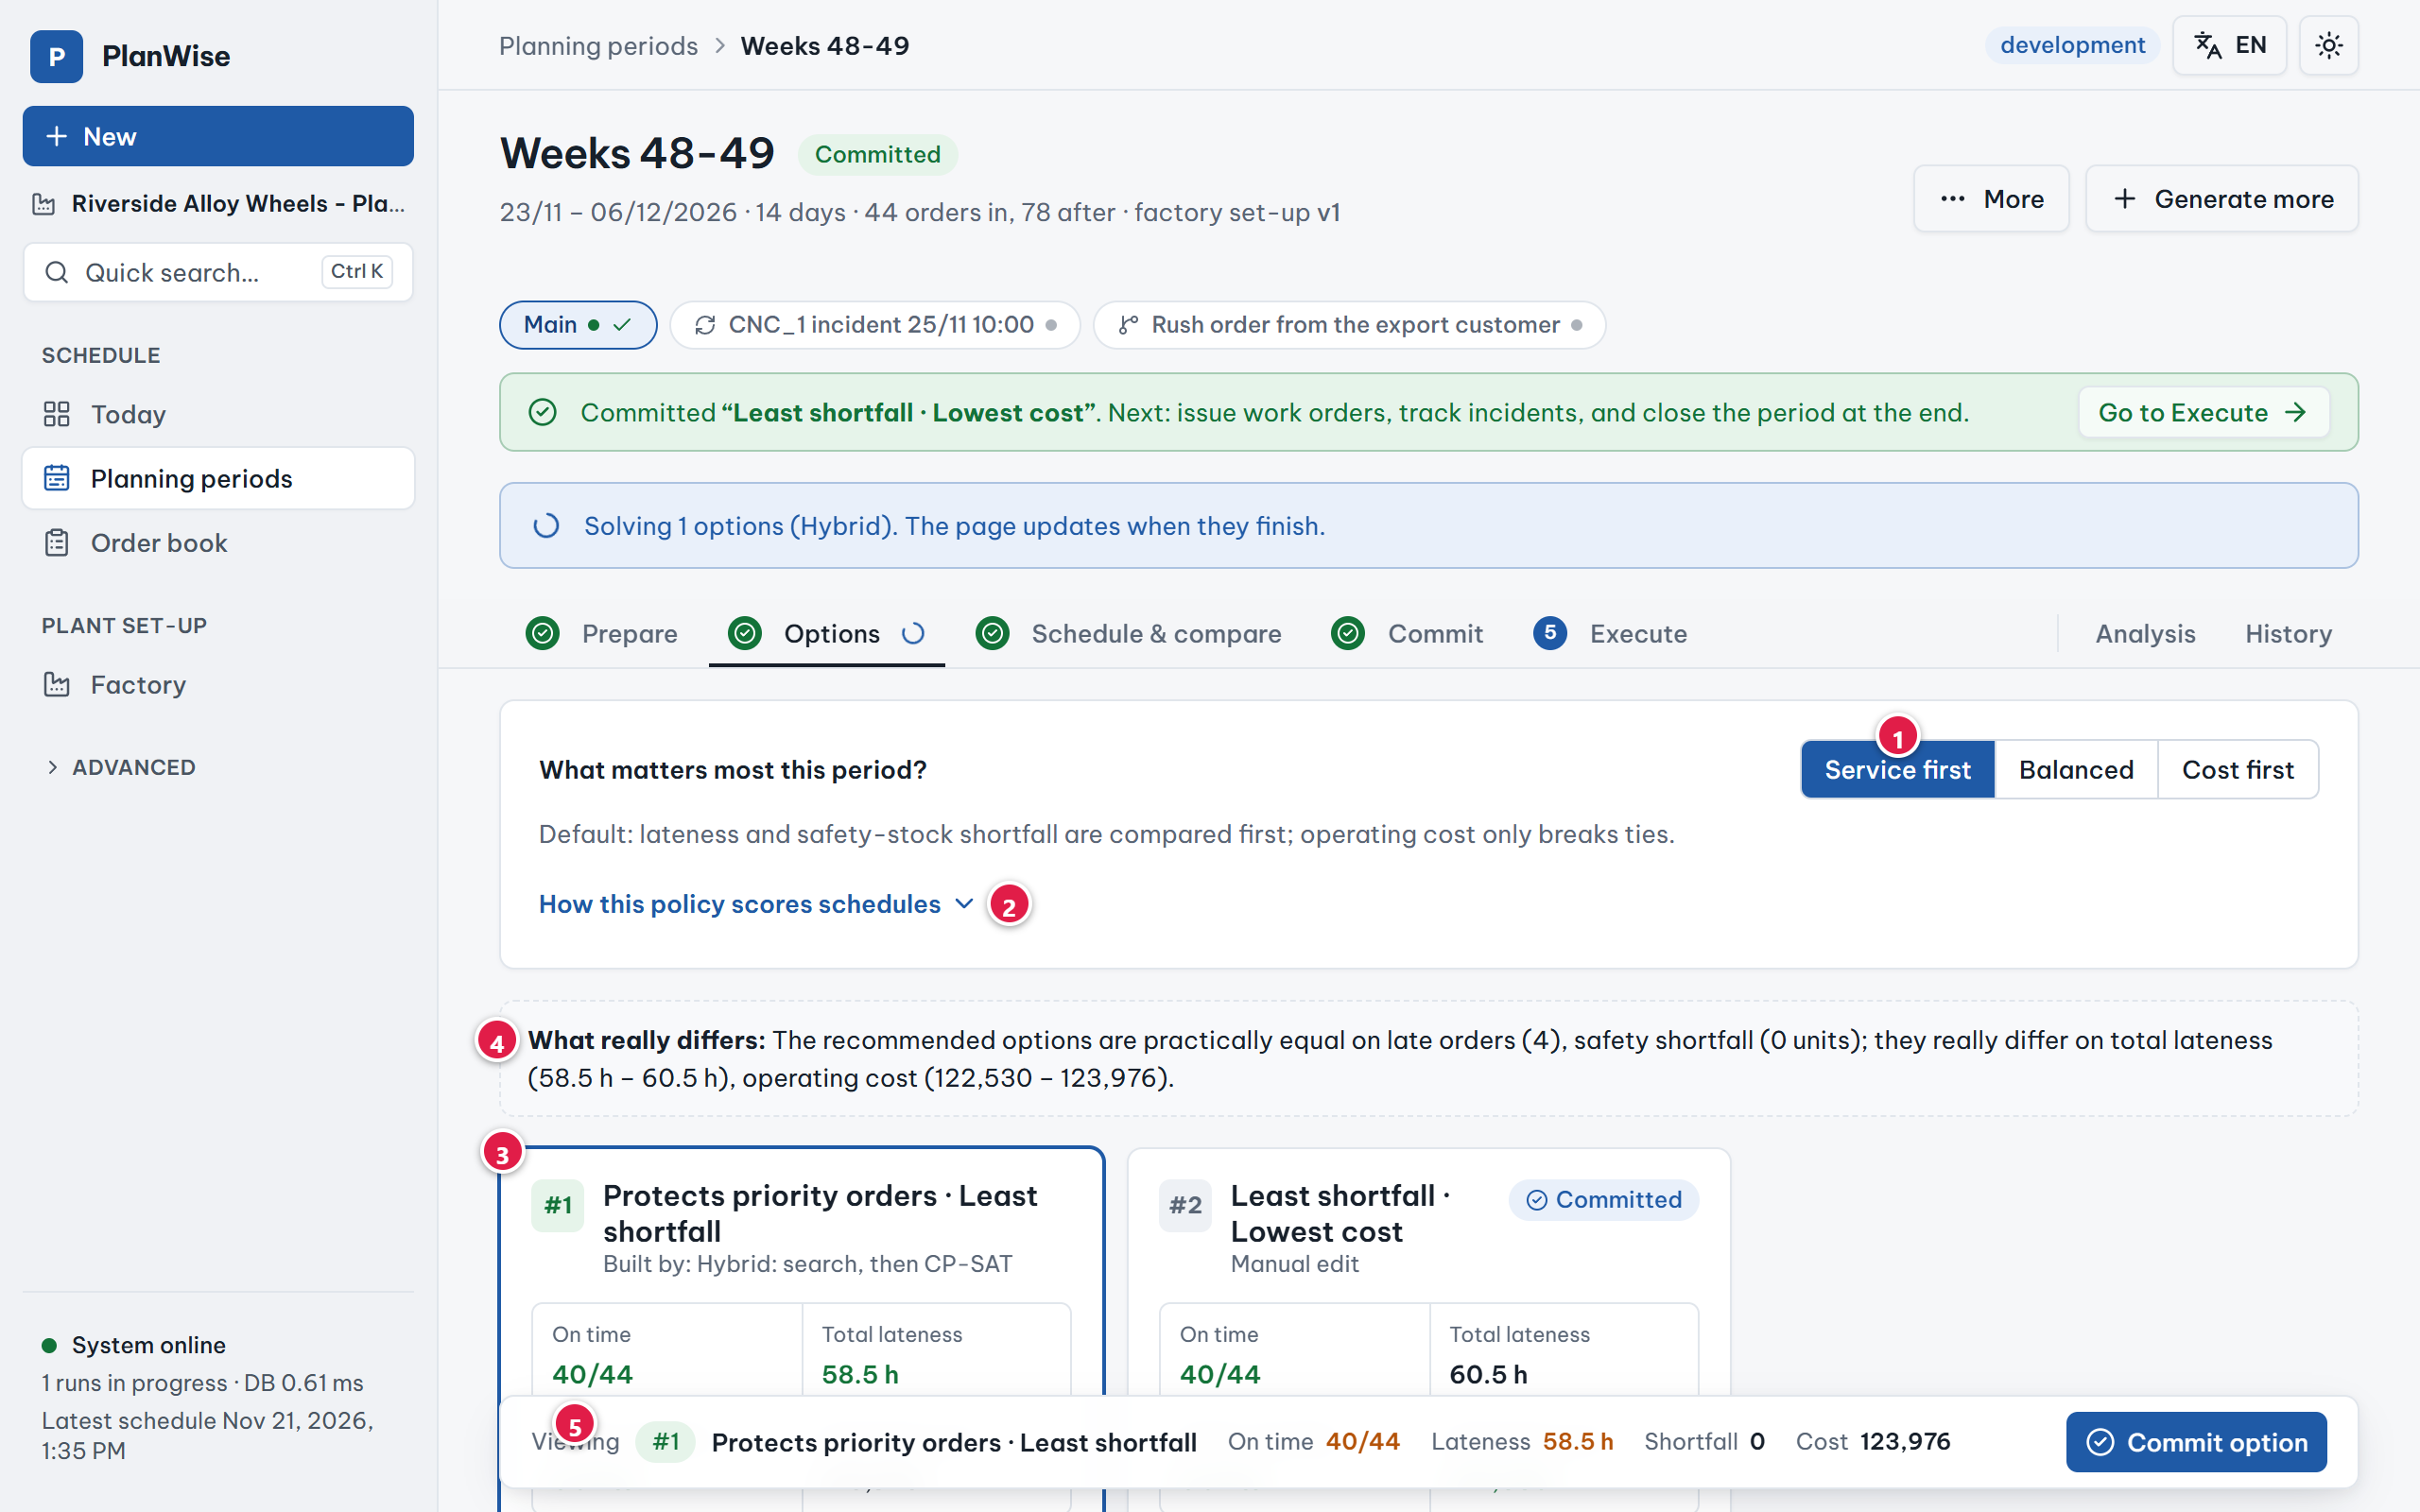 P PlanWise
New
Riverside Alloy Wheels - Pla...
Quick search... Ctrl K
SCHEDULE
Today
Planning periods
Order book
PLANT SET-UP
Factory
ADVANCED
System online
1 runs in progress · DB 0.61 ms
Latest schedule Nov 21, 2026,
1:35 PM
Planning periods > Weeks 48-49
development
EN
Weeks 48-49 Committed
23/11 – 06/12/2026 · 14 days · 44 orders in, 78 after · factory set-up v1
More
Generate more
Main
CNC_1 incident 25/11 10:00
Rush order from the export customer
Committed “Least shortfall · Lowest cost”. Next: issue work orders, track incidents, and close the period at the end.
Go to Execute
Solving 1 options (Hybrid). The page updates when they finish.
Prepare
Options
Schedule & compare
Commit
5 Execute
Analysis
History
1
What matters most this period?
Service first
Balanced
Cost first
Default: lateness and safety-stock shortfall are compared first; operating cost only breaks ties.
How this policy scores schedules
2
4
What really differs: The recommended options are practically equal on late orders (4), safety shortfall (0 units); they really differ on total lateness
(58.5 h – 60.5 h), operating cost (122,530 – 123,976).
3
#1 Protects priority orders · Least
shortfall
Built by: Hybrid: search, then CP-SAT
On time
40/44
Total lateness
58.5 h
#2 Least shortfall ·
Lowest cost
Committed
Manual edit
On time
40/44
Total lateness
60.5 h
5
Viewing #1 Protects priority orders · Least shortfall On time 40/44 Lateness 58.5 h Shortfall 0 Cost 123,976
Commit option